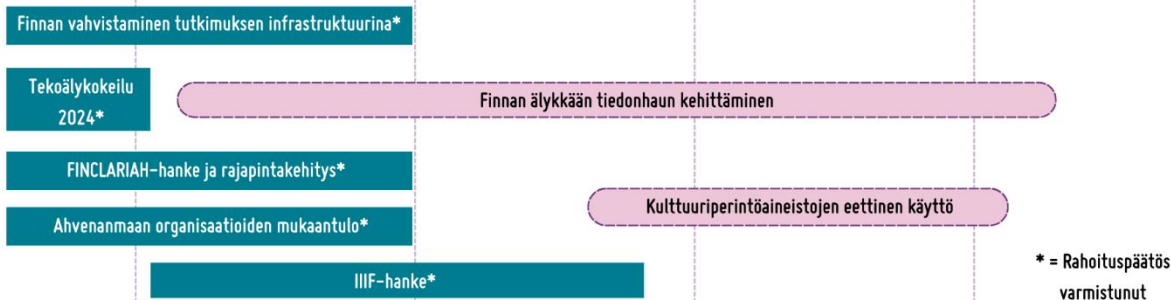 Finnan vahvistaminen tutkimuksen infrastruktuurina*
Tekoälykokeilu
2024*
Finnan älykkään tiedonhaun kehittäminen
FINCLARIAH-hanke ja rajapintakehitys*
Kulttuuriperintöaineistojen eettinen käyttö
Ahvenanmaan organisaatioiden mukaantulo*
IIIF-hanke*
* = Rahoituspäätös
varmistunut